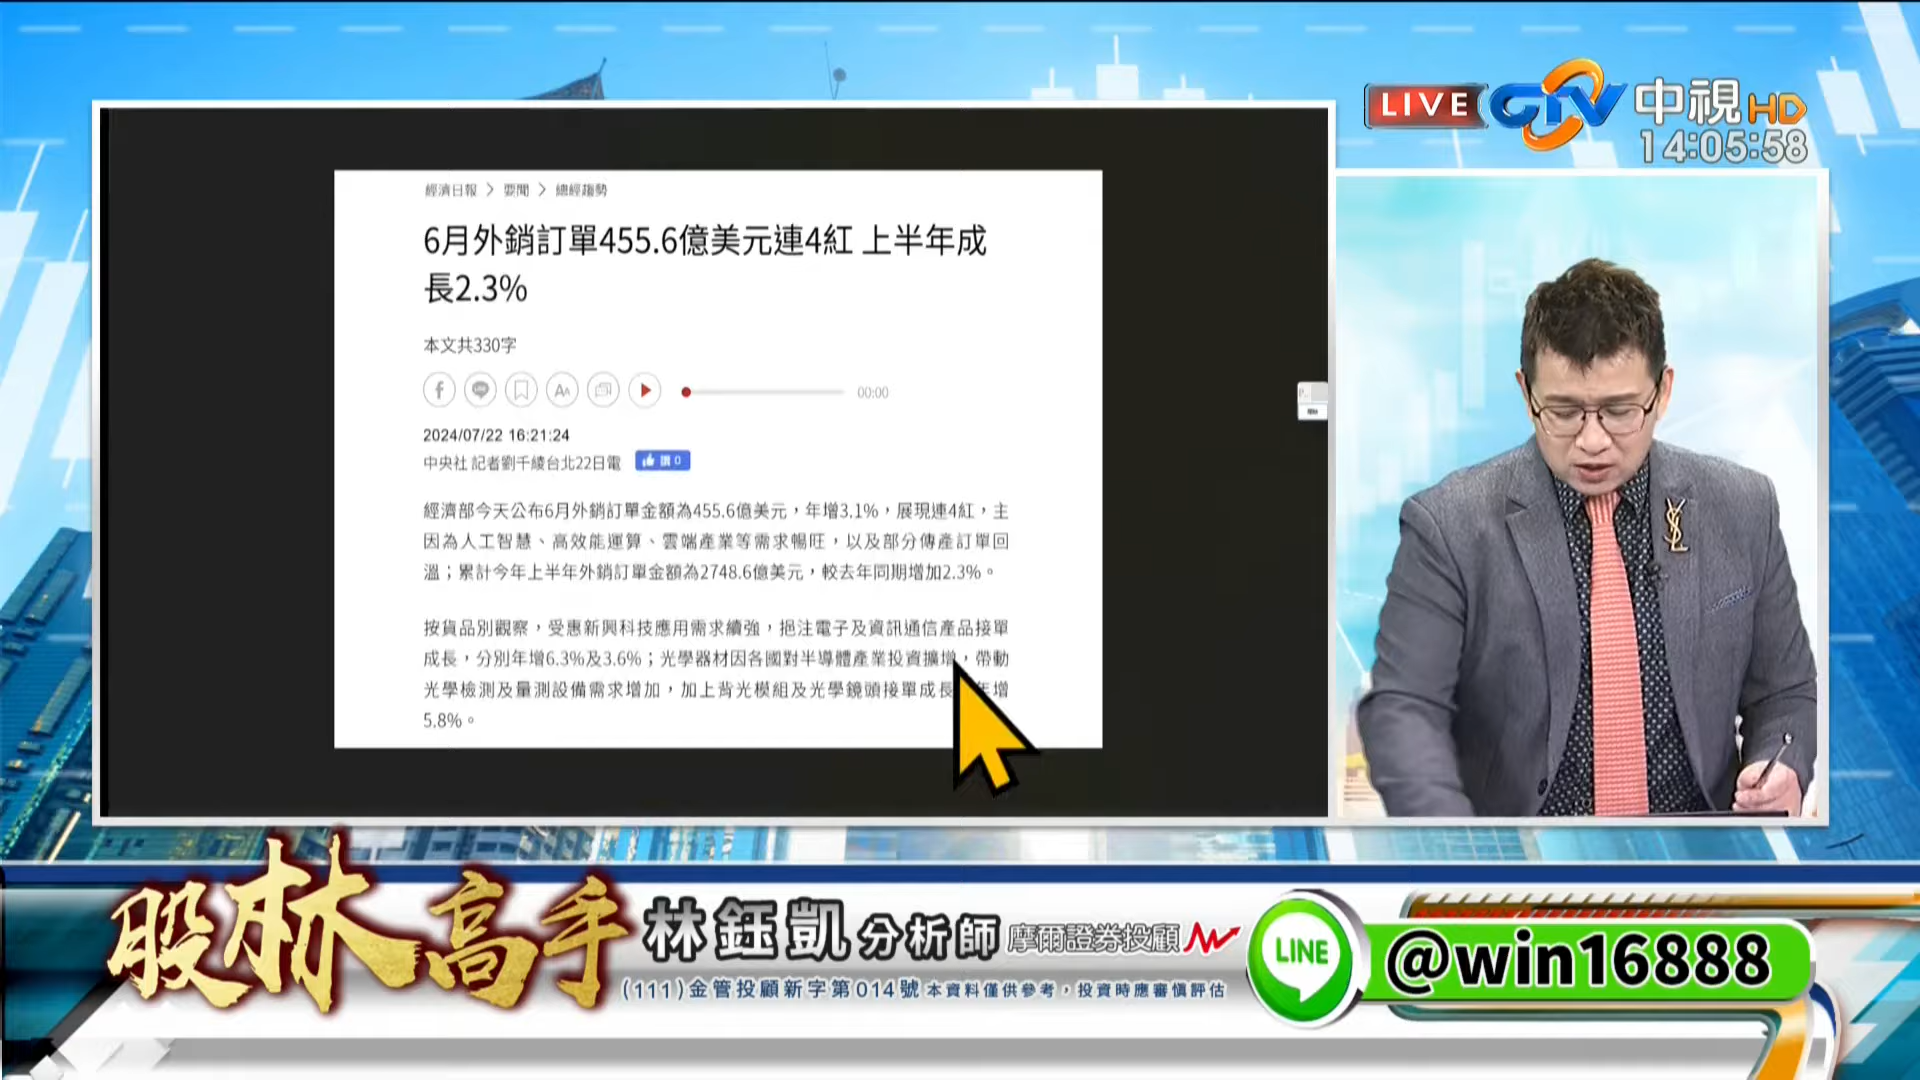 LIVE CTV 中視 HD
14:05:58
經濟日報 > 要聞 > 總經趨勢
6月外銷訂單455.6億美元連4紅 上半年成
長2.3%
本文共330字
00:00
2024/07/22 16:21:24
中央社 記者劉千綾台北22日電 讚 0
經濟部今天公布6月外銷訂單金額為455.6億美元，年增3.1%，展現連4紅，主
因為人工智慧、高效能運算、雲端產業等需求暢旺，以及部分傳產訂單回
溫；累計今年上半年外銷訂單金額為2748.6億美元，較去年同期增加2.3%。
按貨品別觀察，受惠新興科技應用需求續強，挹注電子及資訊通信產品接單
成長，分別年增6.3%及3.6%；光學器材因各國對半導體產業投資擴增，帶動
光學檢測及量測設備需求增加，加上背光模組及光學鏡頭接單成長 年增
5.8%。
股林高手 林鈺凱 分析師 摩爾證券投顧
(111)金管投顧新字第014號 本資料僅供參考，投資時應審慎評估
LINE @win16888